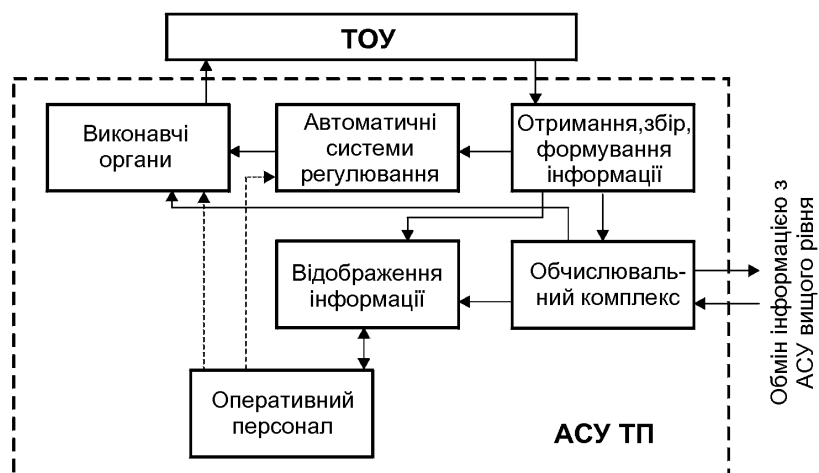 ТОУ
Виконавчі
органи
Автоматичні
системи
регулювання
Отримання,збір,
формування
інформації
Відображення
інформації
Обчислюваль-
ний комплекс
Обмін інформацією з
АСУ вищого рівня
Оперативний
персонал
АСУ ТП